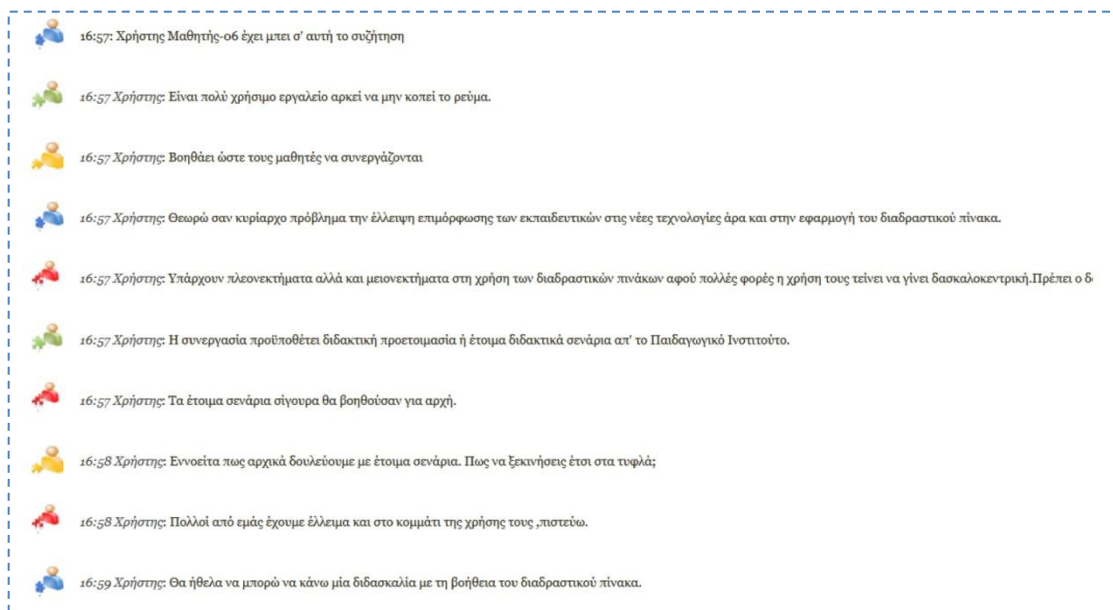 16:57: Χρήστης Μαθητής-06 έχει μπει σ' αυτή το συζήτηση
16:57 Χρήστης: Είναι πολύ χρήσιμο εργαλείο αρκεί να μην κοπεί το ρεύμα.
16:57 Χρήστης: Βοηθάει ώστε τους μαθητές να συνεργάζονται
16:57 Χρήστης: Θεωρώ σαν κυρίαρχο πρόβλημα την έλλειψη επιμόρφωσης των εκπαιδευτικών στις νέες τεχνολογίες άρα και στην εφαρμογή του διαδραστικού πίνακα.
16:57 Χρήστης: Υπάρχουν πλεονεκτήματα αλλά και μειονεκτήματα στη χρήση των διαδραστικών πινάκων αφού πολλές φορές η χρήση τους τείνει να γίνει δασκαλοκεντρική.Πρέπει ο
16:57 Χρήστης: Η συνεργασία προϋποθέτει διδακτική προετοιμασία ή έτοιμα διδακτικά σενάρια απ' το Παιδαγωγικό Ινστιτούτο.
16:57 Χρήστης: Τα έτοιμα σενάρια σίγουρα θα βοηθούσαν για αρχή.
16:58 Χρήστης: Εννοείτα πως αρχικά δουλεύουμε με έτοιμα σενάρια. Πως να ξεκινήσεις έτσι στα τυφλά;
16:58 Χρήστης: Πολλοί από εμάς έχουμε έλλειμα και στο κομμάτι της χρήσης τους ,πιστεύω.
16:59 Χρήστης: Θα ήθελα να μπορώ να κάνω μία διδασκαλία με τη βοήθεια του διαδραστικού πίνακα.